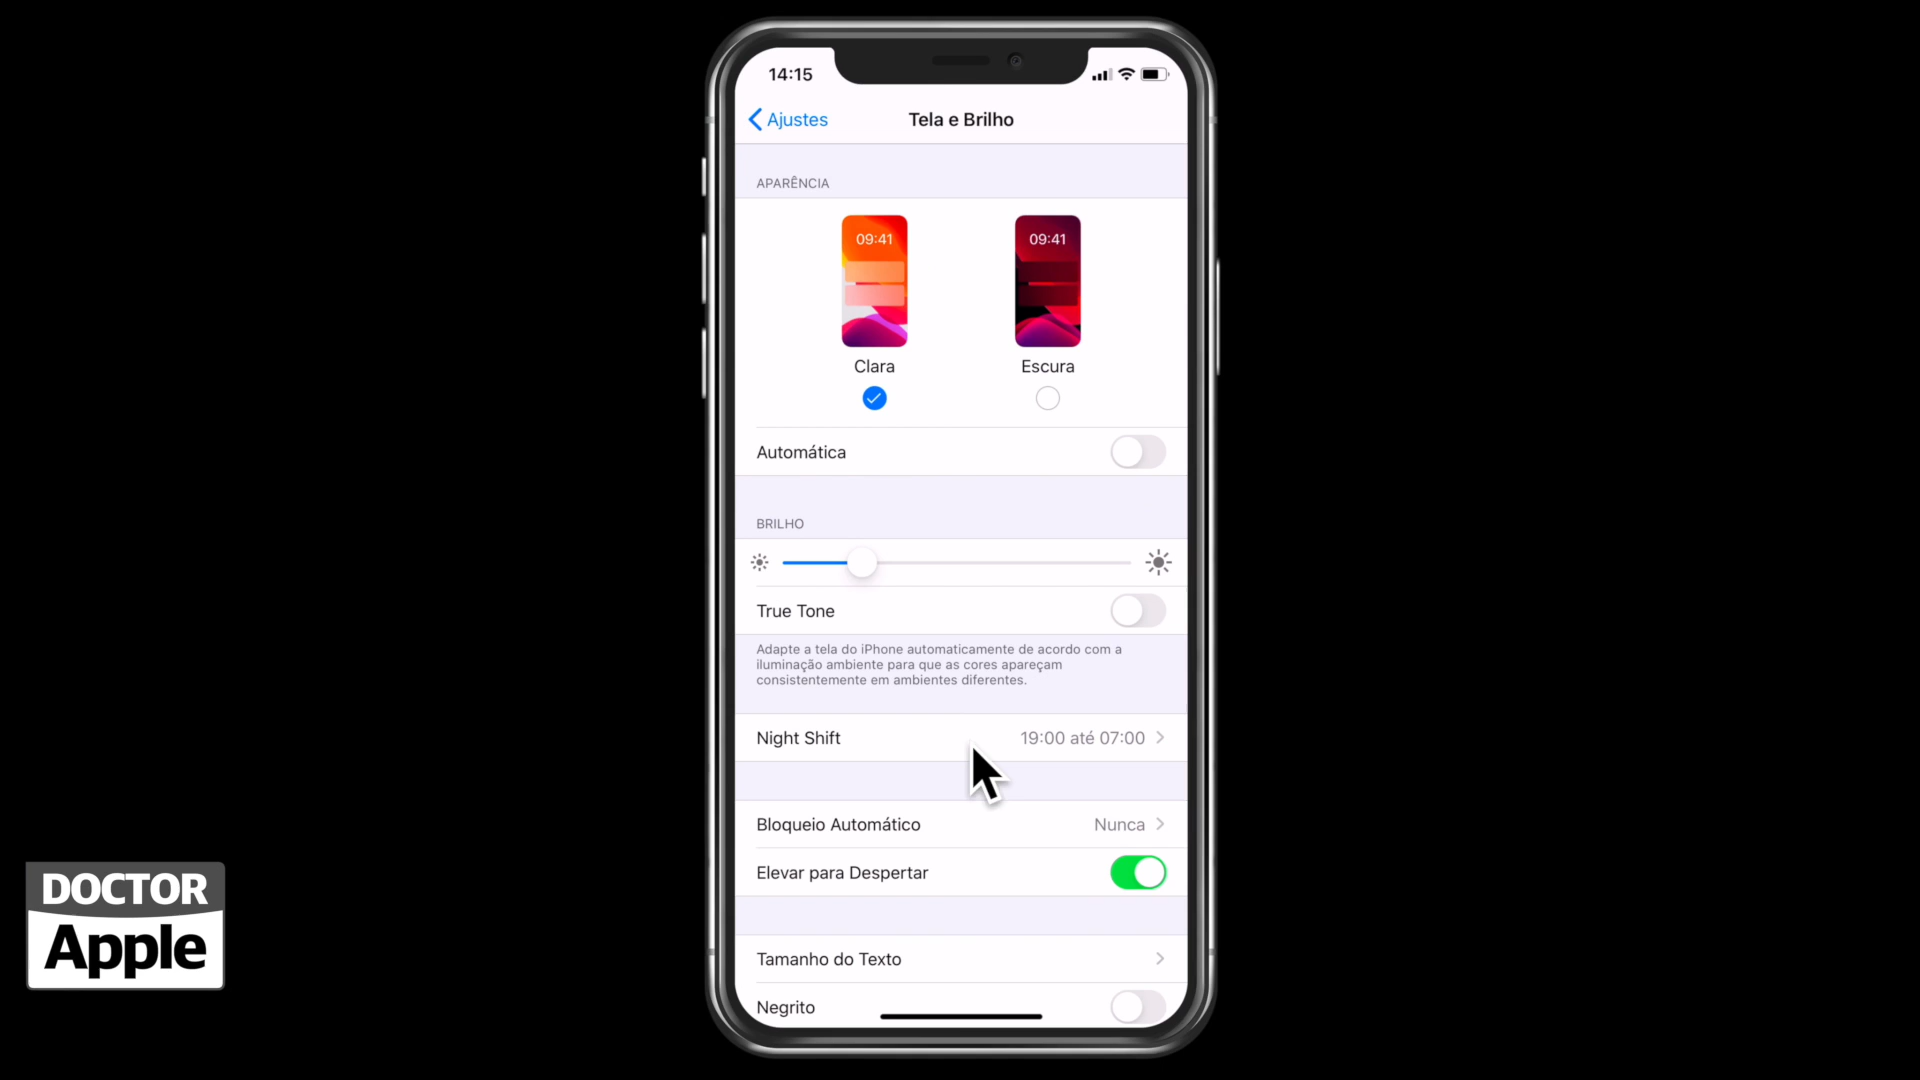 14:15
Ajustes
Tela e Brilho
APARÊNCIA
09:41
09:41
Clara
Escura
Automática
BRILHO
True Tone
Adapte a tela do iPhone automaticamente de acordo com a
iluminação ambiente para que as cores apareçam
consistentemente em ambientes diferentes.
Night Shift
19:00 até 07:00
Bloqueio Automático
Nunca
Elevar para Despertar
Tamanho do Texto
Negrito
DOCTOR
Apple